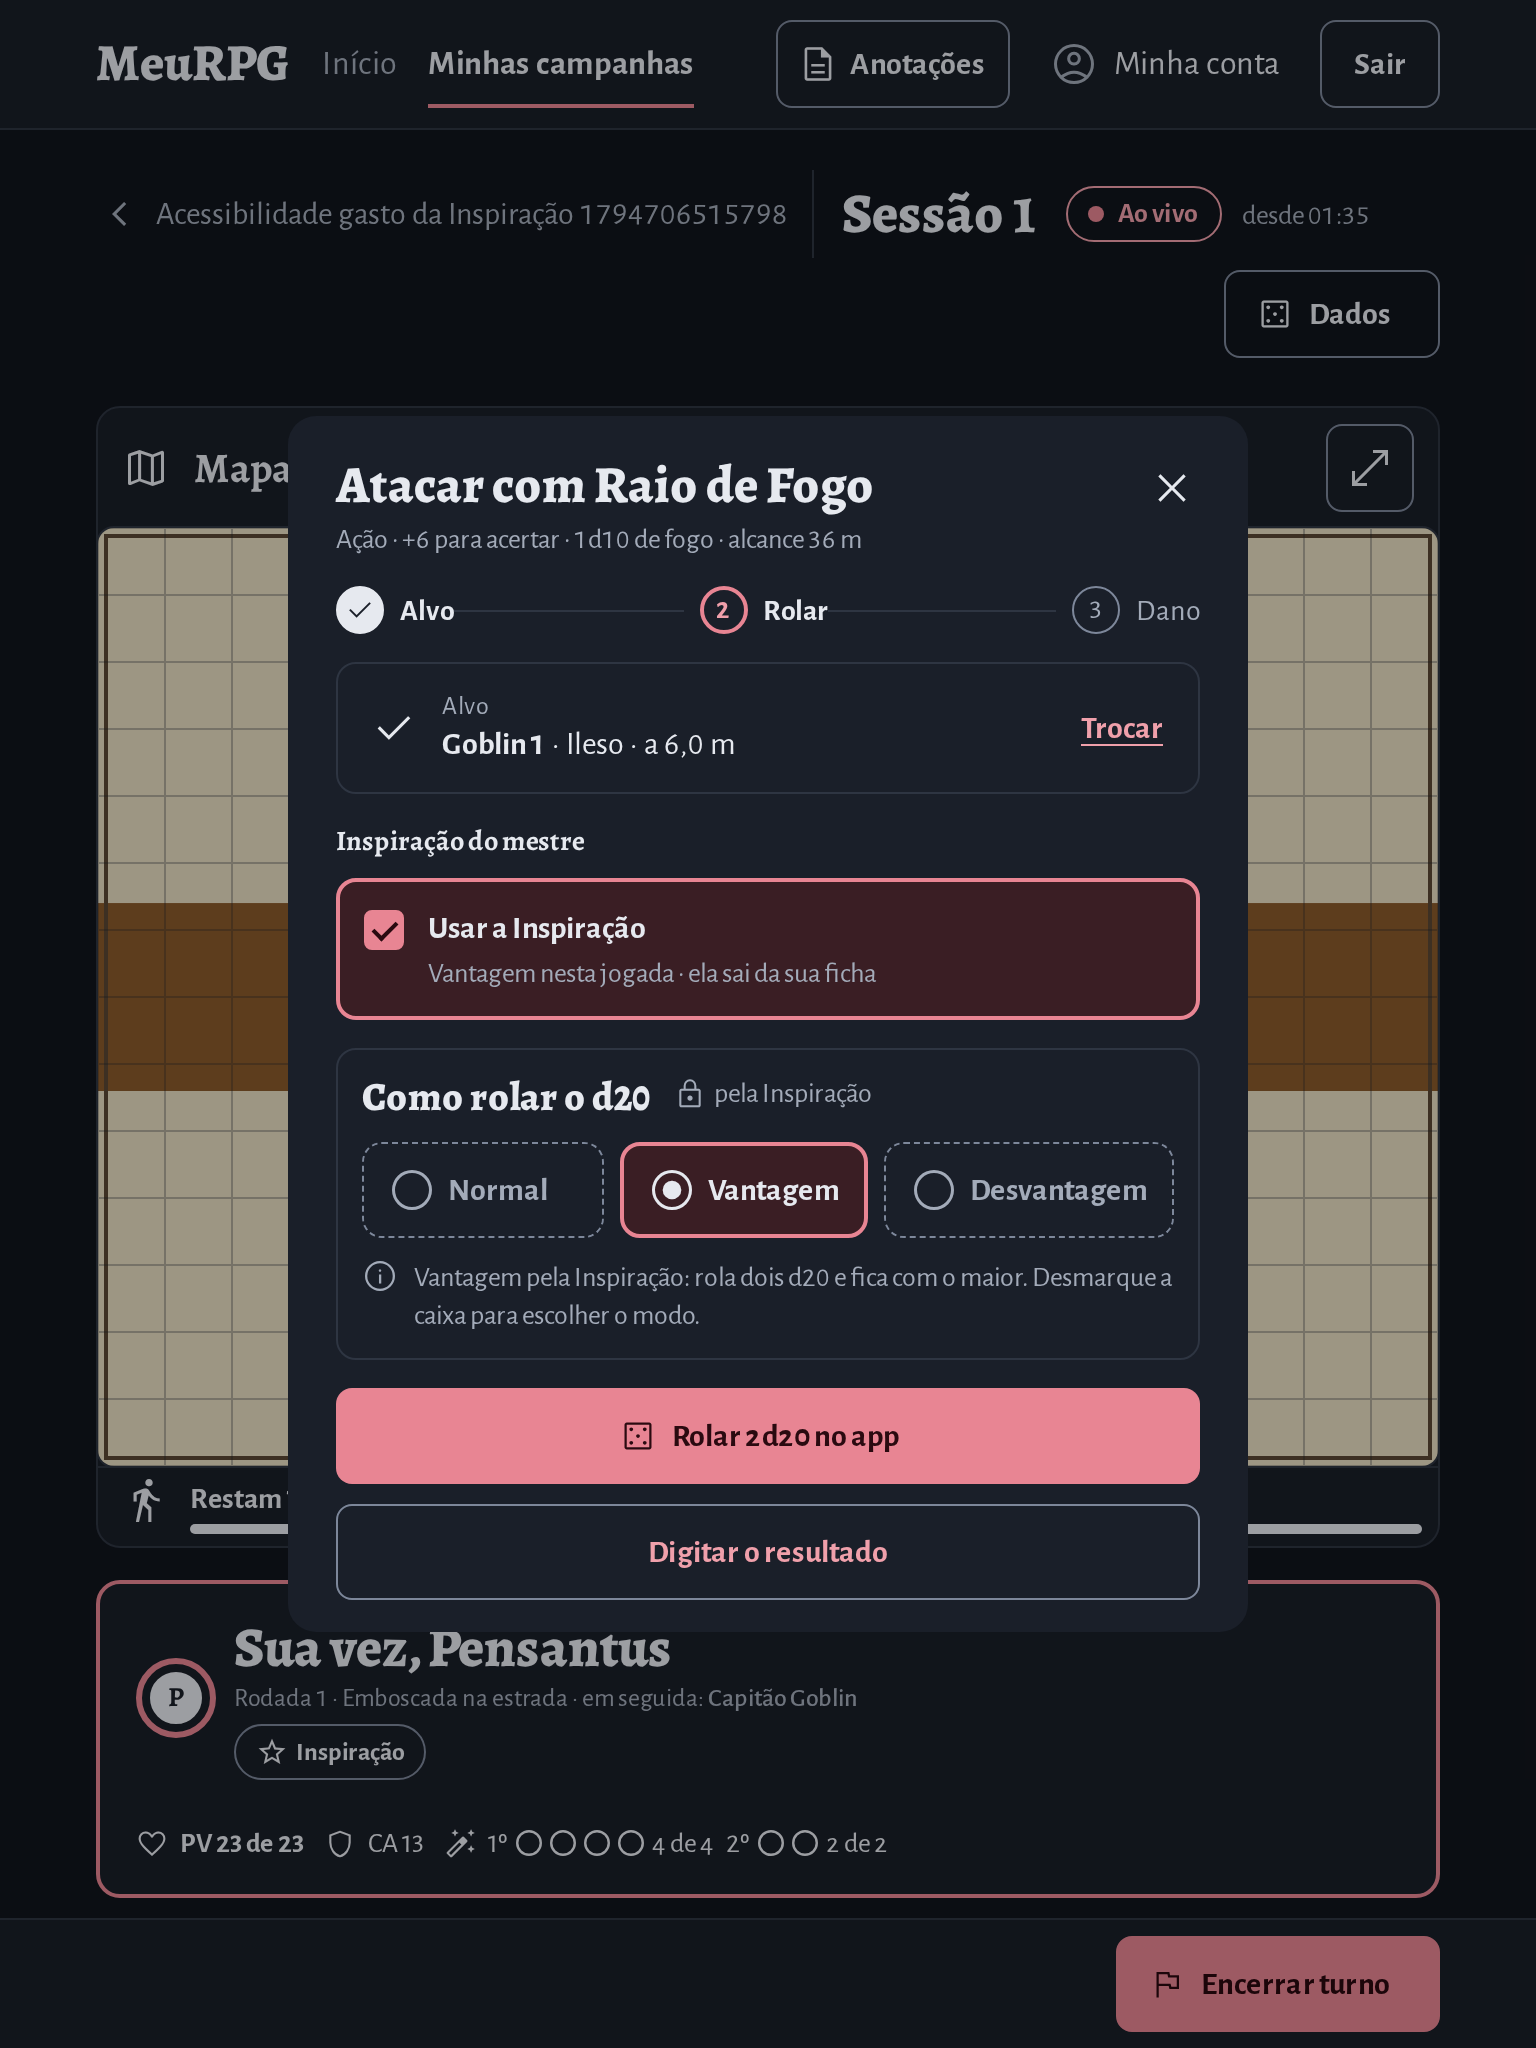 MeuRPG Início Minhas campanhas Anotações Minha conta Sair
Acessibilidade gasto da Inspiração 1794706515798 Sessão 1 Ao vivo desde 01:35
Dados
Mapa
Atacar com Raio de Fogo
Ação · +6 para acertar · 1d10 de fogo · alcance 36 m
Alvo 2 Rolar 3 Dano
Alvo
Goblin 1 · Ileso · a 6,0 m
Trocar
Inspiração do mestre
Usar a Inspiração
Vantagem nesta jogada · ela sai da sua ficha
Como rolar o d20 pela Inspiração
Normal Vantagem Desvantagem
Vantagem pela Inspiração: rola dois d20 e fica com o maior. Desmarque a
caixa para escolher o modo.
Rolar 2d20 no app
Restam
Digitar o resultado
Sua vez, Pensantus
P
Rodada 1 · Emboscada na estrada · em seguida: Capitão Goblin
Inspiração
PV 23 de 23 CA 13 1º 4 de 4 2º 2 de 2
Encerrar turno